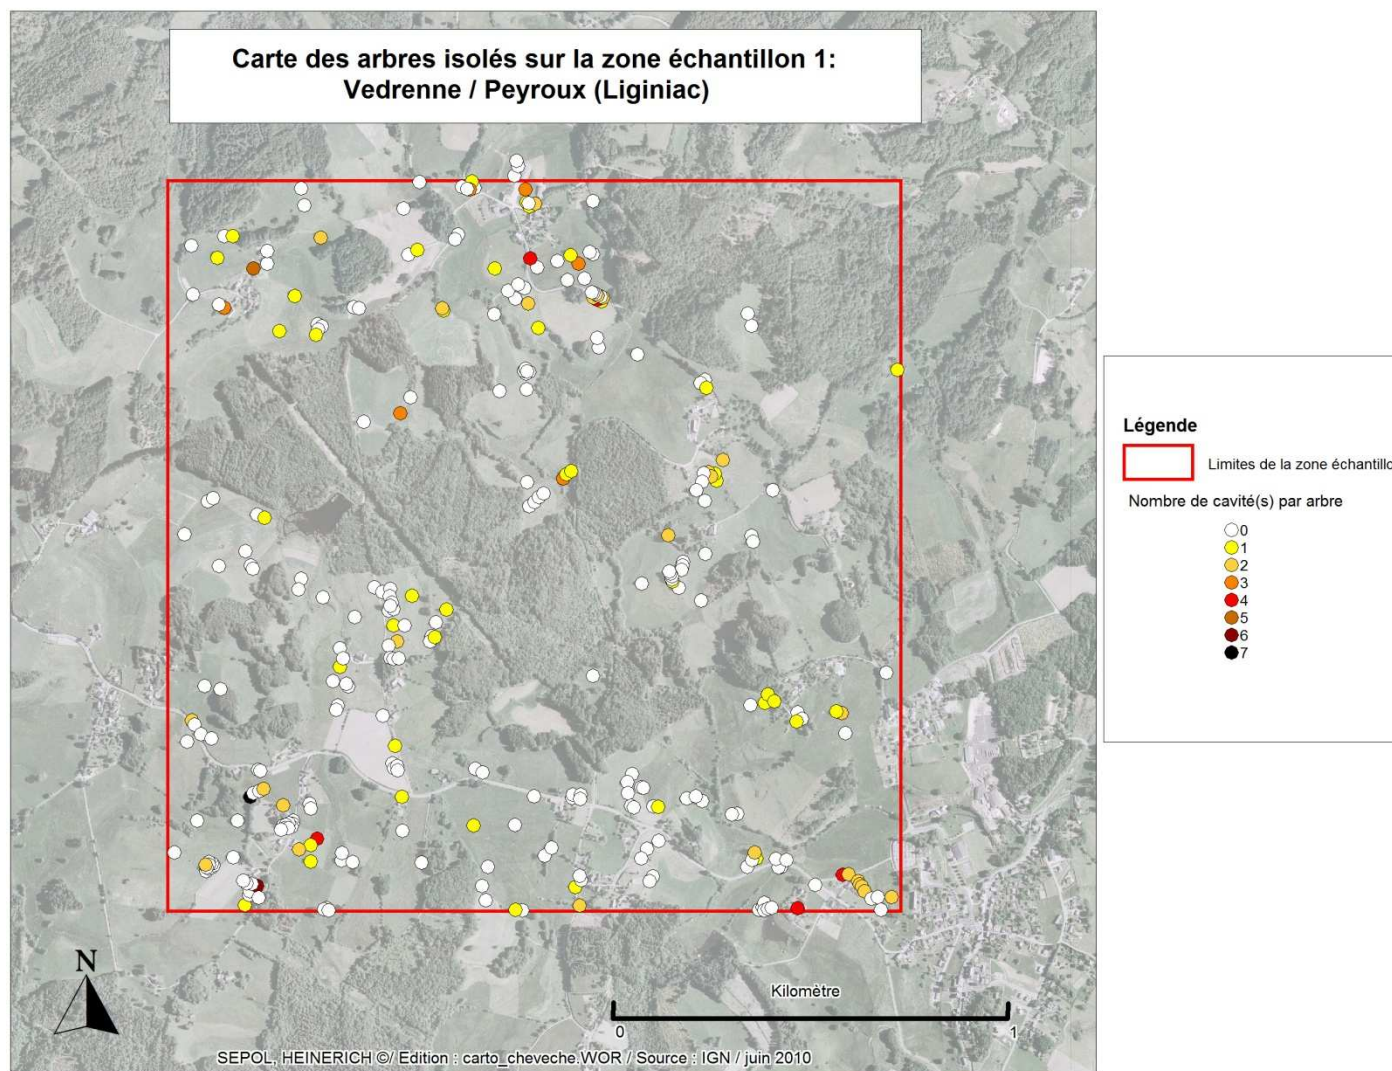 Carte des arbres isolés sur la zone échantillon 1:
Vedrenne / Peyroux (Liginiac)
Légende
Limites de la zone échantillo
Nombre de cavité(s) par arbre
0
1
2
3
4
5
6
7
N
Kilomètre
0 1
SEPOL, HEINERICH ©/ Edition : carto_cheveche.WOR / Source : IGN / juin 2010